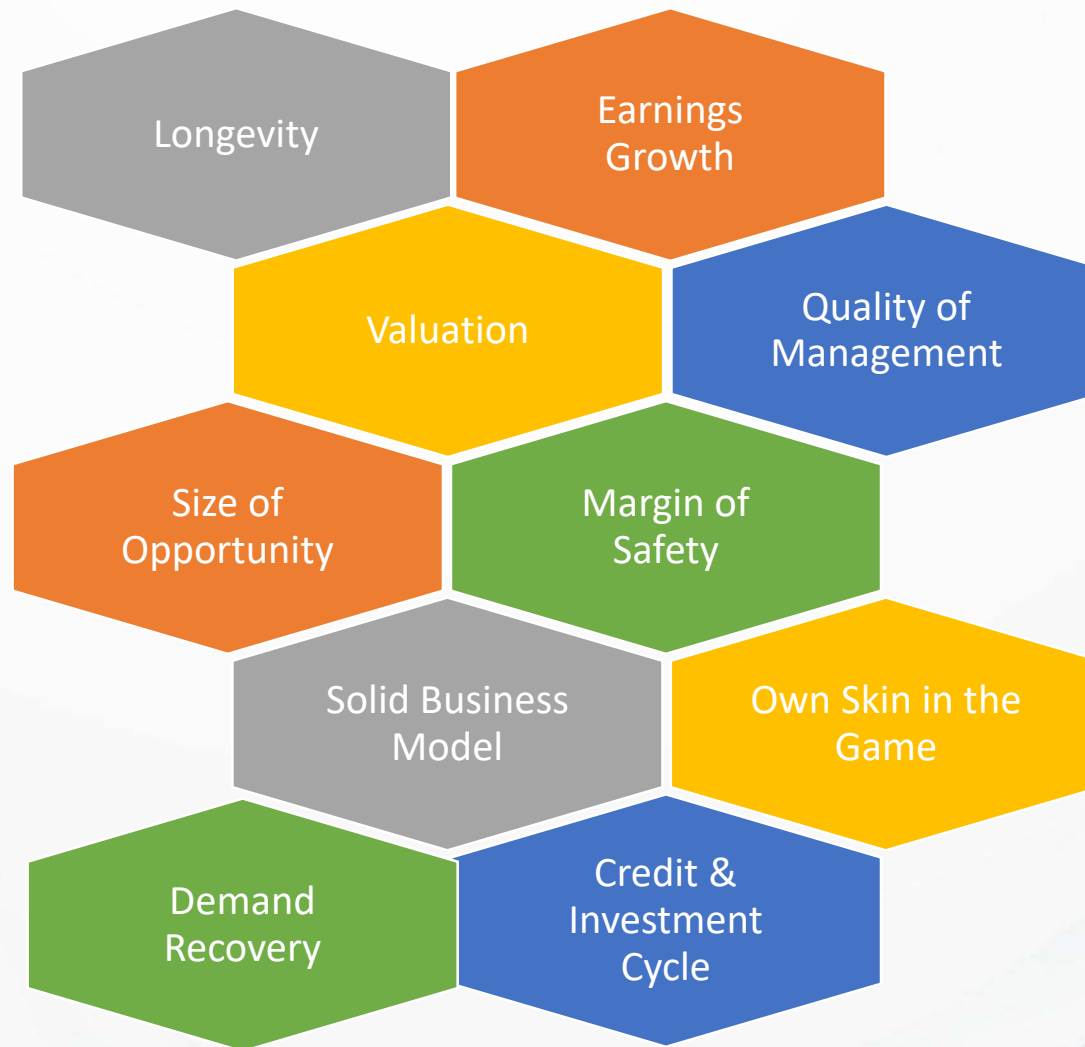 Longevity
Earnings
Growth
Valuation
Quality of
Management
Size of
Opportunity
Margin of
Safety
Solid Business
Model
Own Skin in the
Game
Demand
Recovery
Credit &
Investment
Cycle